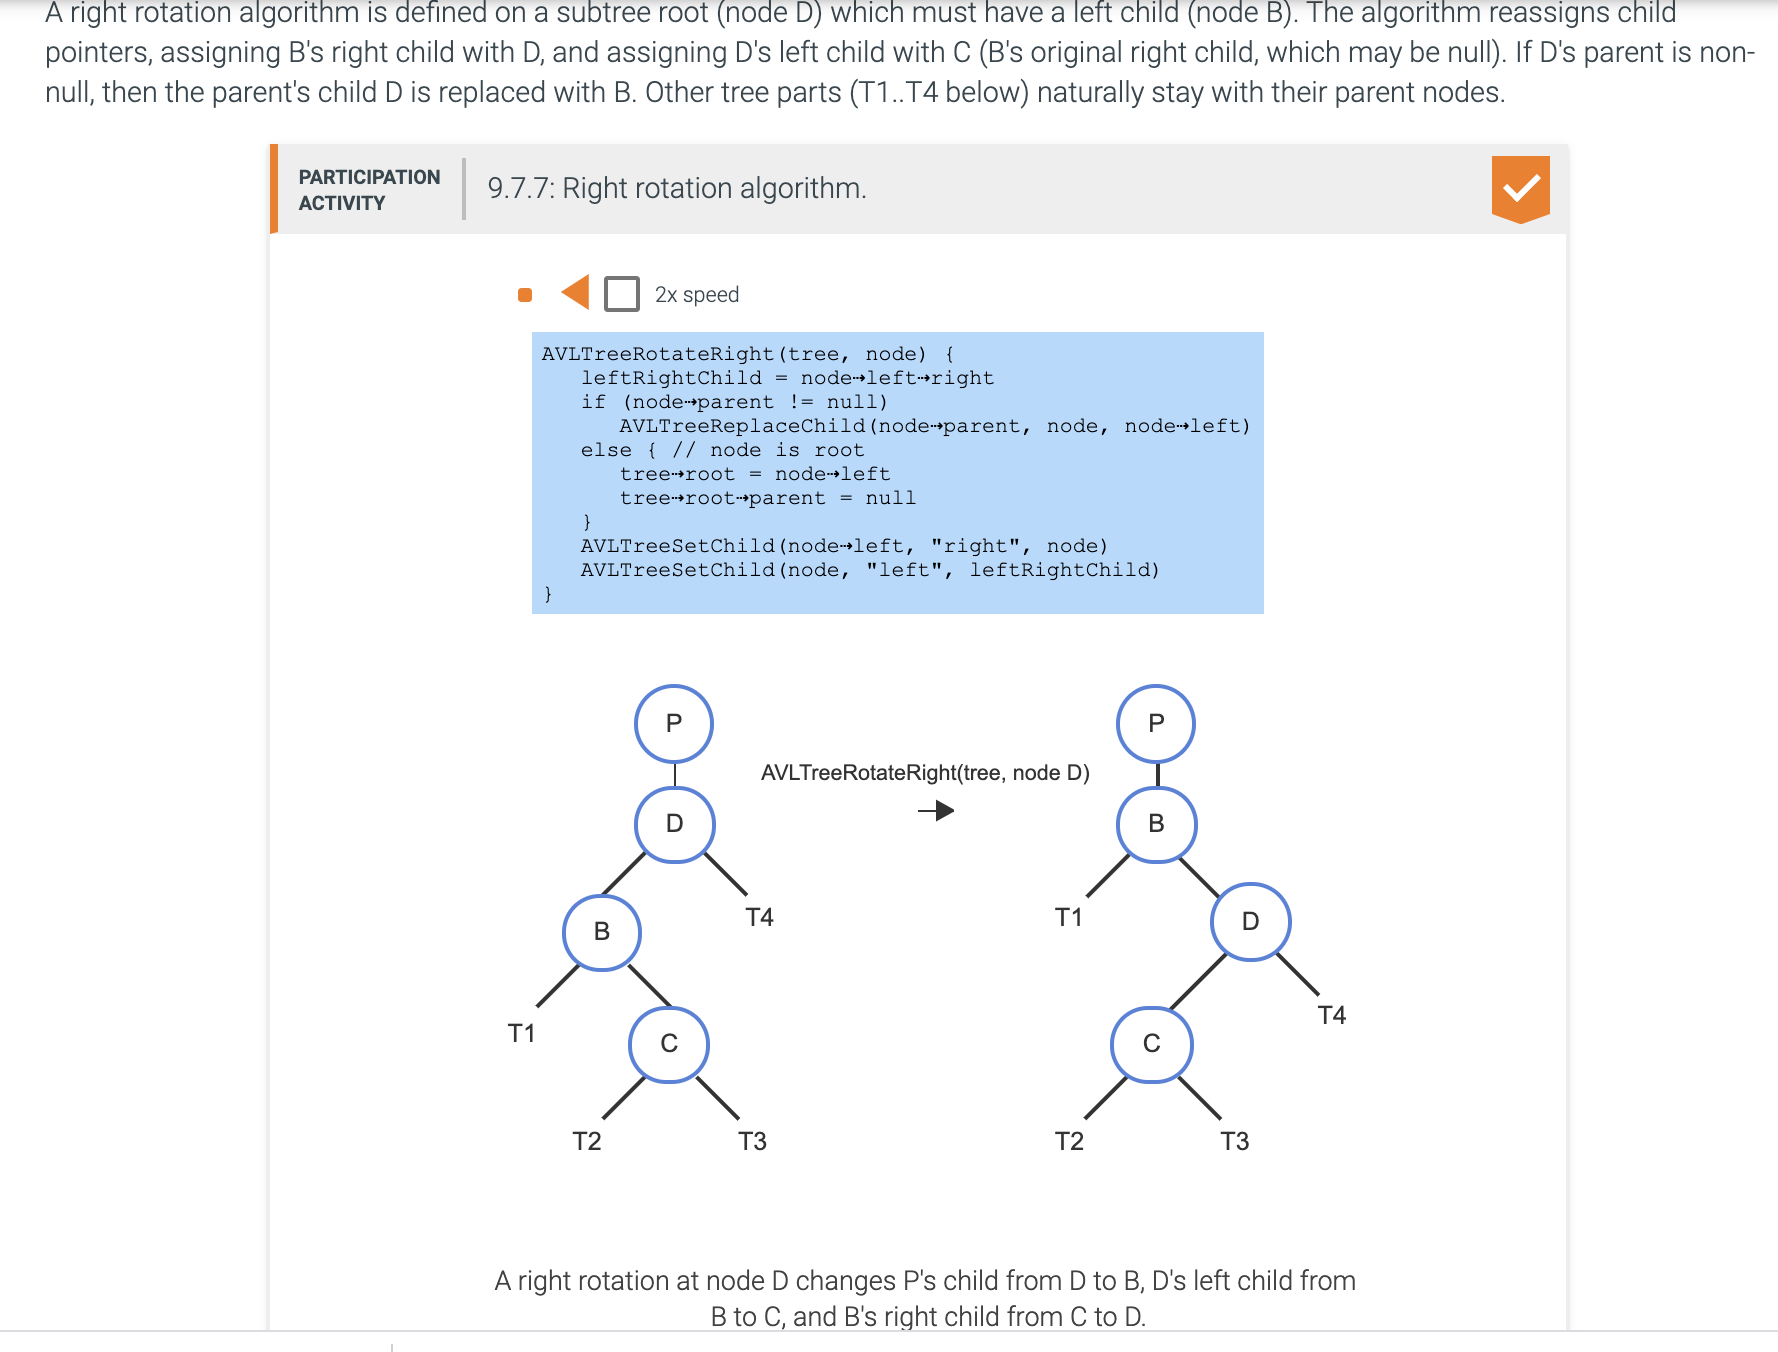 A right rotation algorithm is defined on a subtree root (node D) which must have a left child (node B). The algorithm reassigns child
pointers, assigning B's right child with D, and assigning D's left child with C (B's original right child, which may be null). If D's parent is non-
null, then the parent's child D is replaced with B. Other tree parts (T1..T4 below) naturally stay with their parent nodes.
PARTICIPATION
ACTIVITY
9.7.7: Right rotation algorithm.
2x speed
AVLTreeRotateRight(tree, node) {
leftRightChild = node⇢left⇢right
if (node⇢parent != null)
AVLTreeReplaceChild(node⇢parent, node, node⇢left)
else { // node is root
tree⇢root = node⇢left
tree⇢root⇢parent = null
}
AVLTreeSetChild(node⇢left, "right", node)
AVLTreeSetChild(node, "left", leftRightChild)
}
P
P
AVLTreeRotateRight(tree, node D)
D
B
T4
T1
B
D
T1
T4
C
C
T2
T3
T2
T3
A right rotation at node D changes P's child from D to B, D's left child from
B to C, and B's right child from C to D.